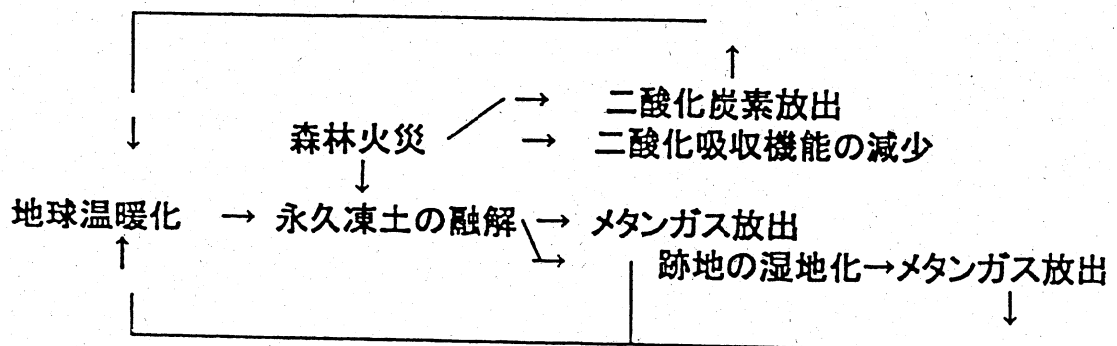 二酸化炭素放出
森林火災 → 二酸化吸収機能の減少
地球温暖化 → 永久凍土の融解 → メタンガス放出
跡地の湿地化→メタンガス放出